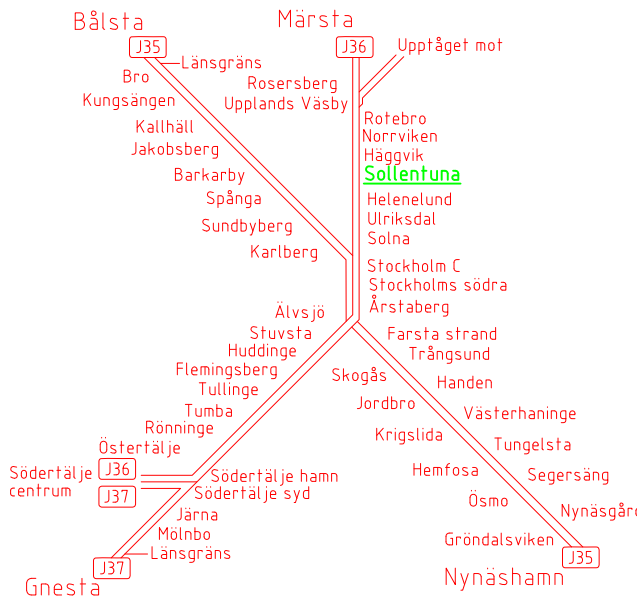 Bålsta
Märsta
J35
J36
Upptåget mot
Länsgräns
Bro
Rosersberg
Kungsängen
Upplands Väsby
Kallhäll
Rotebro
Norrviken
Jakobsberg
Häggvik
Barkarby
Sollentuna
Spånga
Helenelund
Sundbyberg
Ulriksdal
Solna
Karlberg
Stockholm C
Stockholms södra
Årstaberg
Älvsjö
Stuvsta
Farsta strand
Huddinge
Trångsund
Flemingsberg
Skogås
Handen
Tullinge
Jordbro
Tumba
Västerhaninge
Rönninge
Krigslida
Tungelsta
Östertälje
J36
Södertälje
centrum
Södertälje hamn
Hemfosa
Segersäng
J37
Södertälje syd
Ösmo
Järna
Nynäsgård
Mölnbo
Gröndalsviken
Länsgräns
J35
J37
Gnesta
Nynäshamn